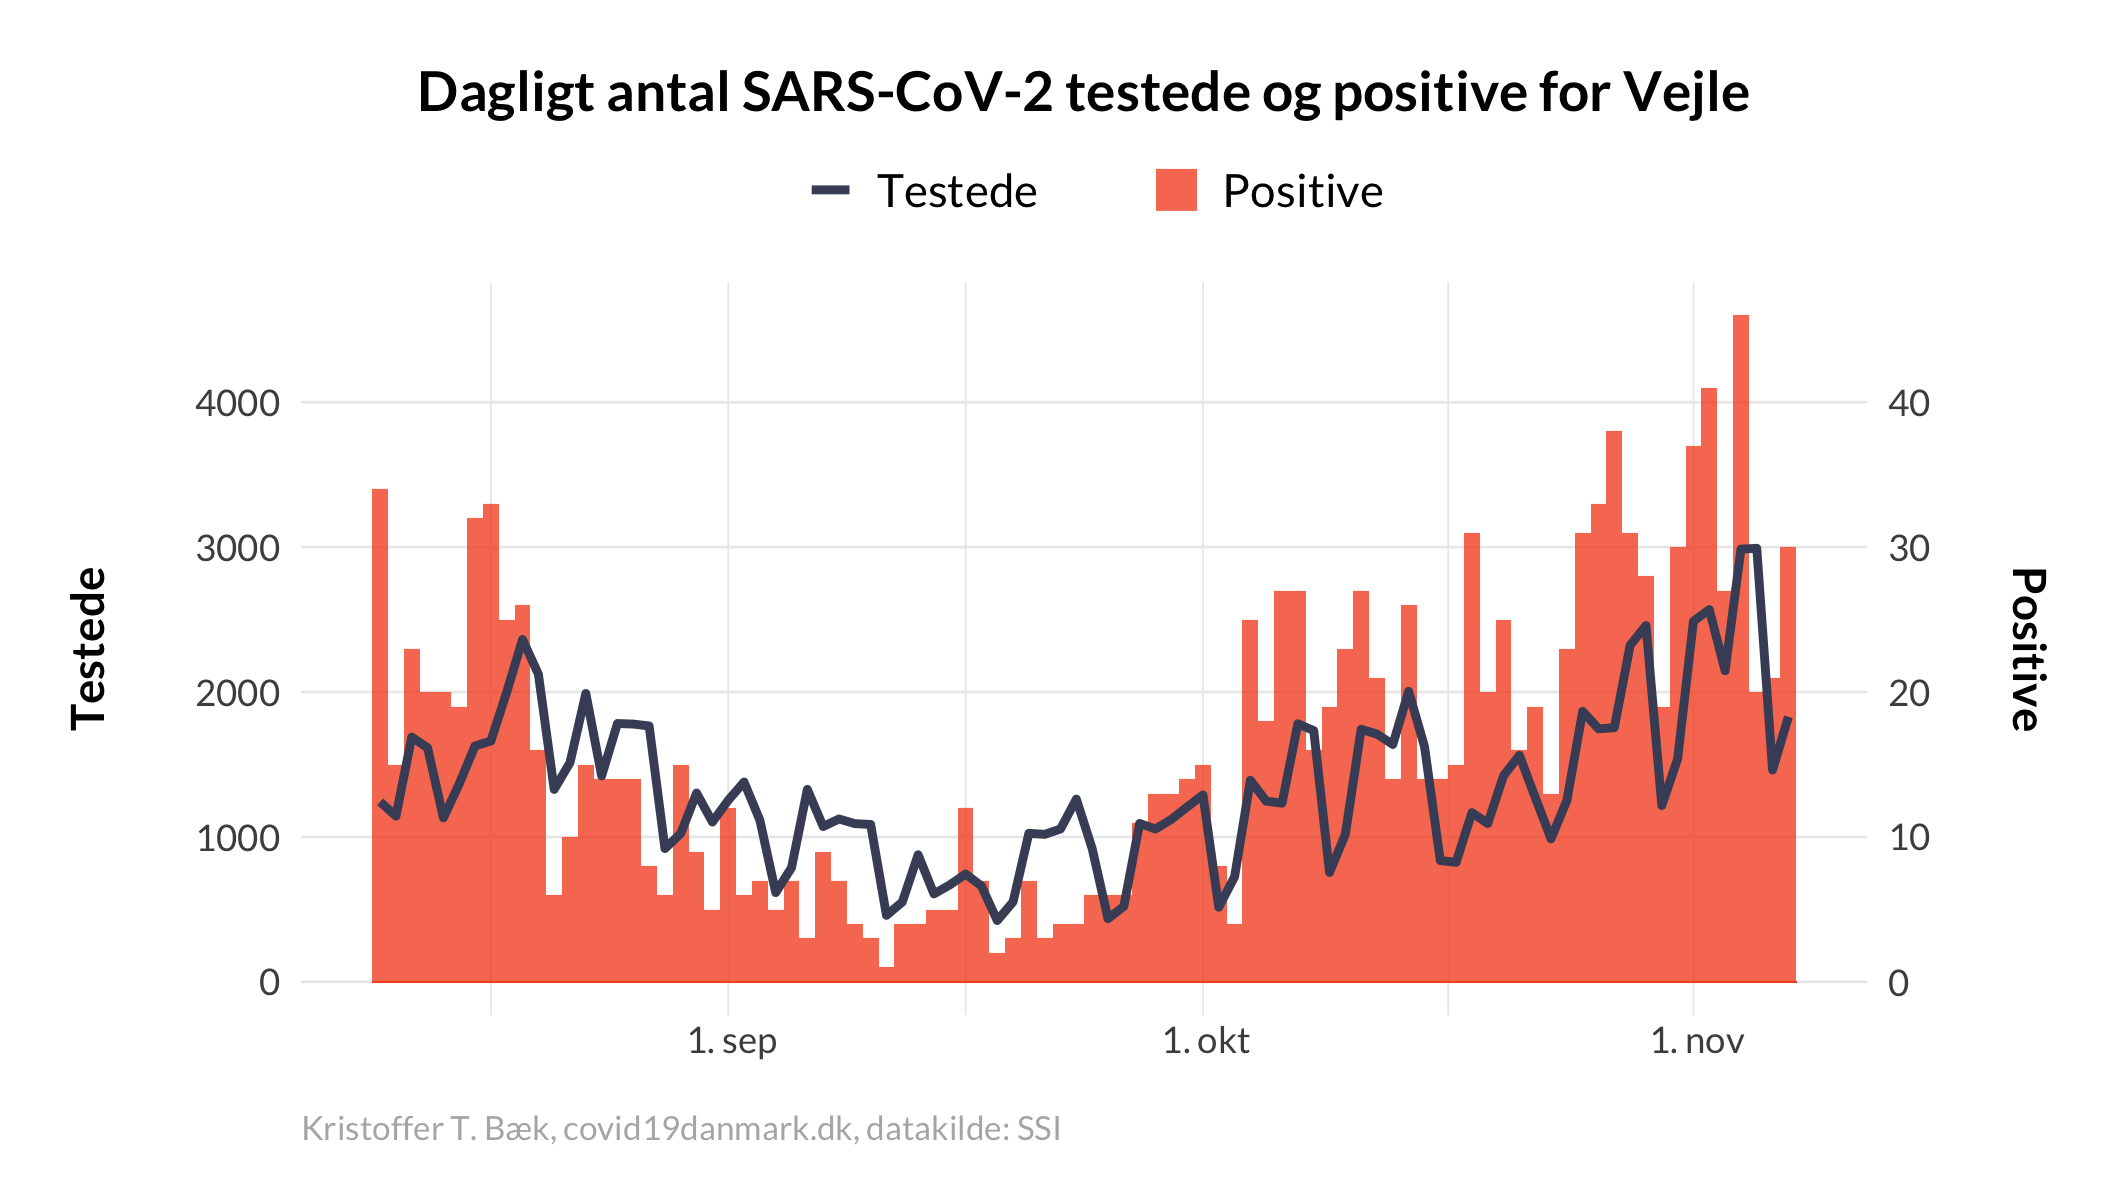 Dagligt antal SARS-CoV-2 testede og positive for Vejle
Testede Positive
4000 40
3000 30
2000 20
1000 10
0 0
Testede
Positive
1. sep 1. okt 1. nov
Kristoffer T. Bæk, covid19danmark.dk, datakilde: SSI